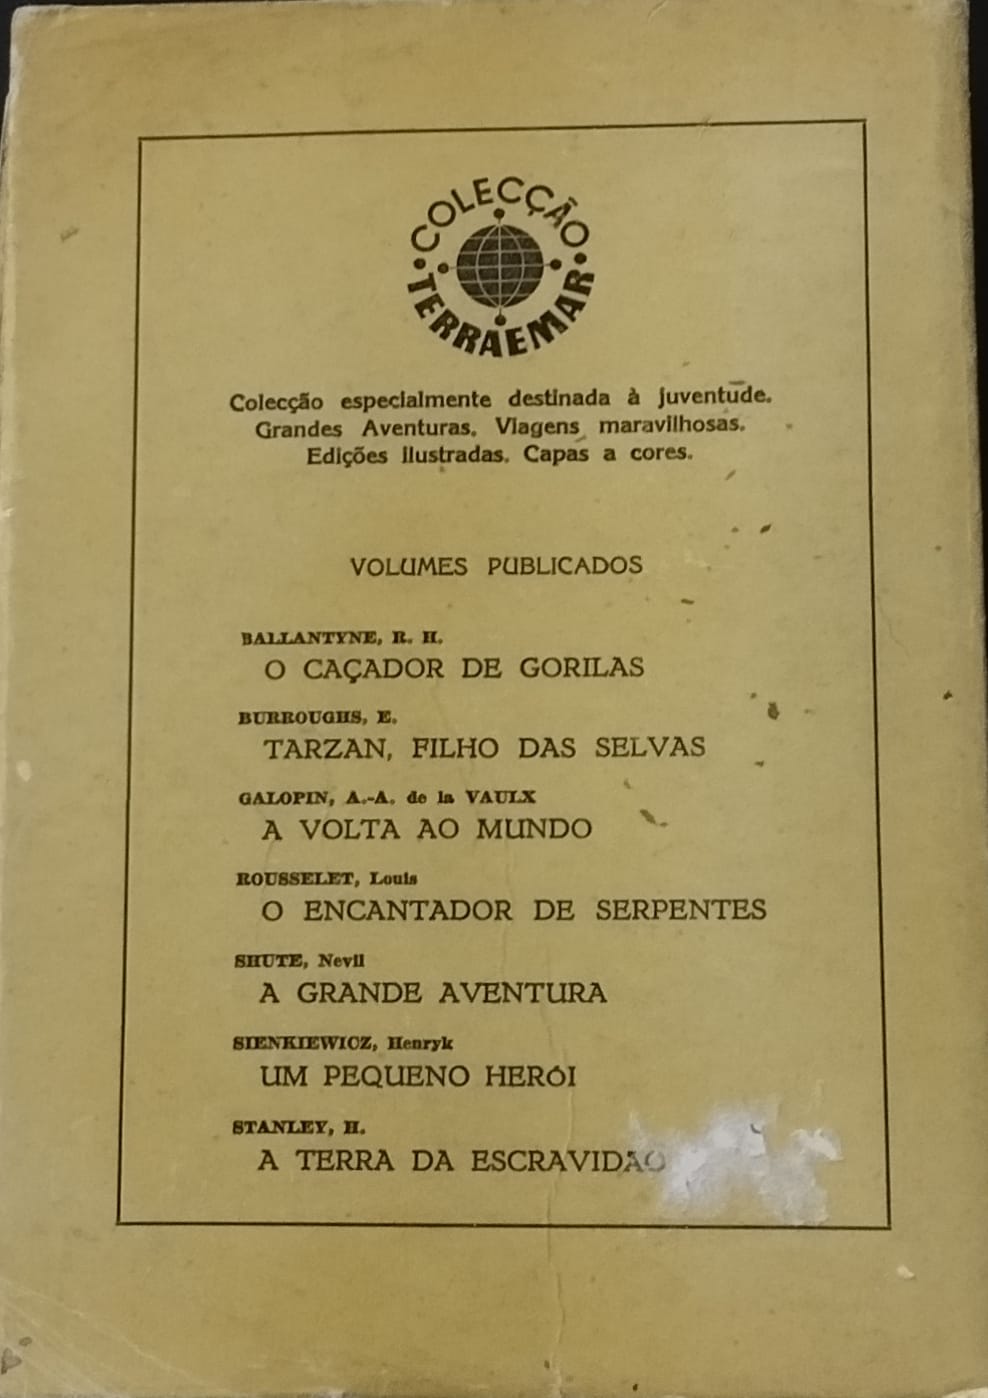 COLECÇÃO
TERRAEMAR
Colecção especialmente destinada à juventude.
Grandes Aventuras. Viagens maravilhosas.
Edições ilustradas. Capas a cores.
VOLUMES PUBLICADOS
BALLANTYNE, R. H.
O CAÇADOR DE GORILAS
BURROUGHS, E.
TARZAN, FILHO DAS SELVAS
GALOPIN, A.-A. de la VAULX
A VOLTA AO MUNDO
ROUSSELET, Louis
O ENCANTADOR DE SERPENTES
SHUTE, Nevil
A GRANDE AVENTURA
SIENKIEWICZ, Henryk
UM PEQUENO HERÓI
STANLEY, H.
A TERRA DA ESCRAVIDÃO